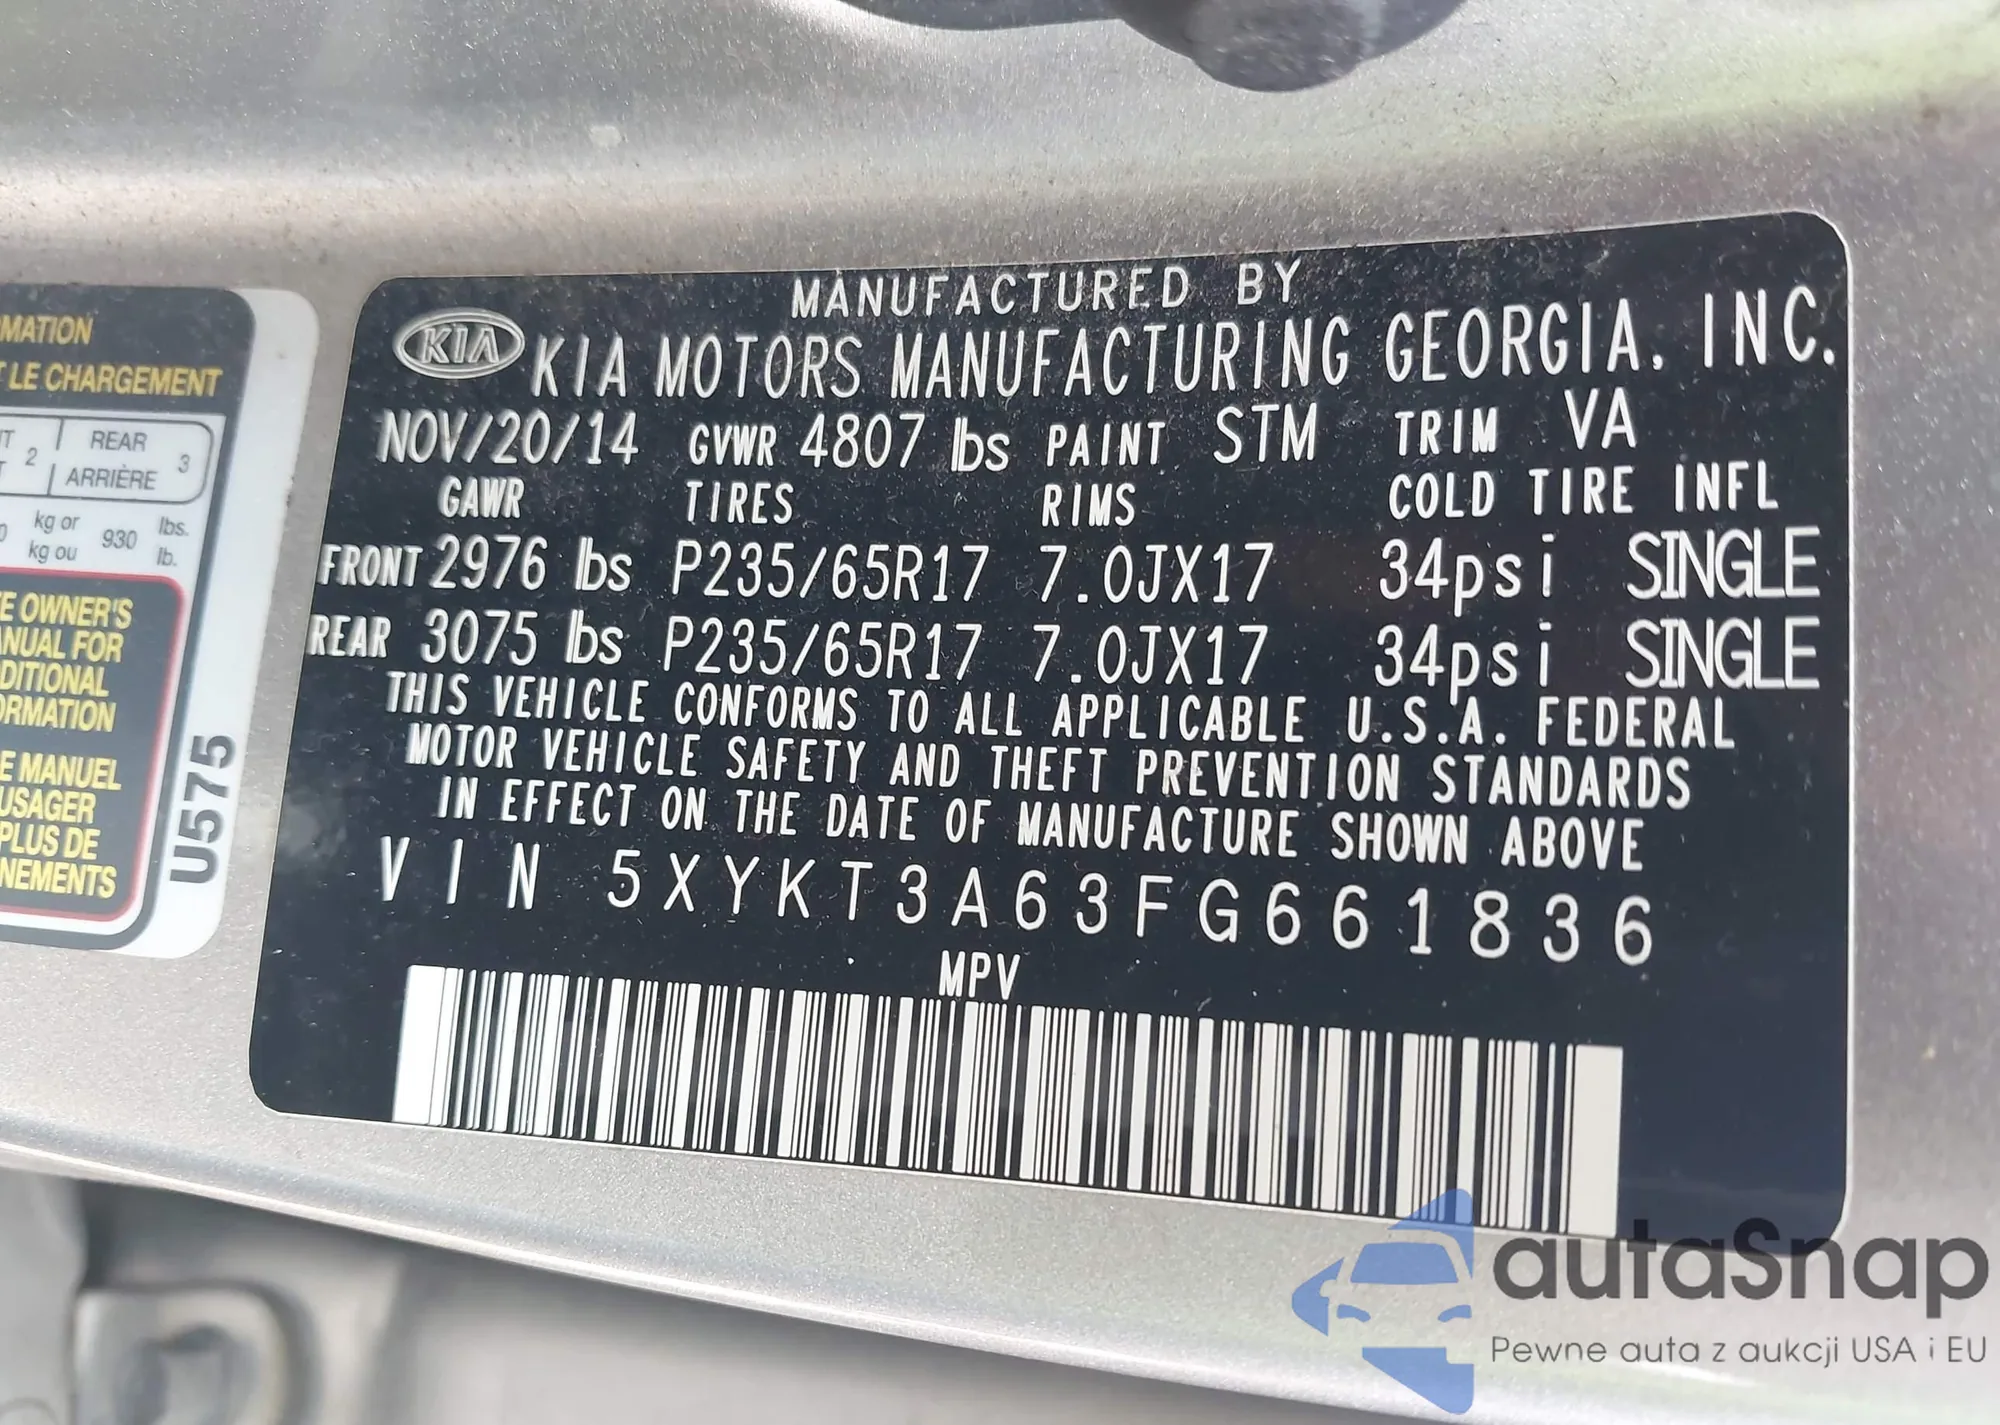 MATION
T LE CHARGEMENT
2 REAR 3
ARRIÈRE
kg or 930 lbs.
kg ou lb.
E OWNER'S
ANUAL FOR
DDITIONAL
ORMATION
E MANUEL
USAGER
PLUS DE
NEMENTS
U575
MANUFACTURED BY
KIA KIA MOTORS MANUFACTURING GEORGIA, INC.
NOV/20/14 GVWR 4807 lbs PAINT STM TRIM VA
GAWR TIRES RIMS COLD TIRE INFL
FRONT 2976 lbs P235/65R17 7.0JX17 34psi SINGLE
REAR 3075 lbs P235/65R17 7.0JX17 34psi SINGLE
THIS VEHICLE CONFORMS TO ALL APPLICABLE U.S.A. FEDERAL
MOTOR VEHICLE SAFETY AND THEFT PREVENTION STANDARDS
IN EFFECT ON THE DATE OF MANUFACTURE SHOWN ABOVE
VIN 5XYKT3A63FG661836
MPV
autaSnap
Pewne auta z aukcji USA i EU